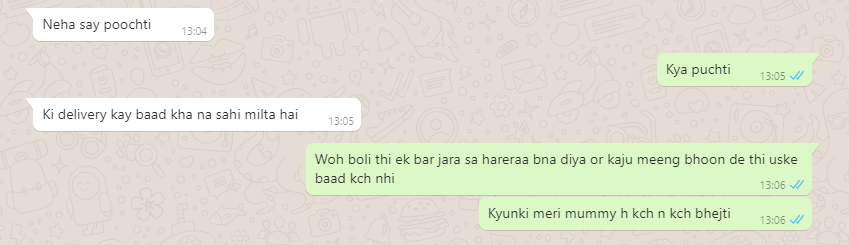 Neha say poochti
13:04
Kya puchti
13:05
Ki delivery kay baad kha na sahi milta hai
13:05
Woh boli thi ek bar jara sa hareraa bna diya or kaju meeng bhoon de thi uske
baad kch nhi
13:06
Kyunki meri mummy h kch n kch bhejti
13:06